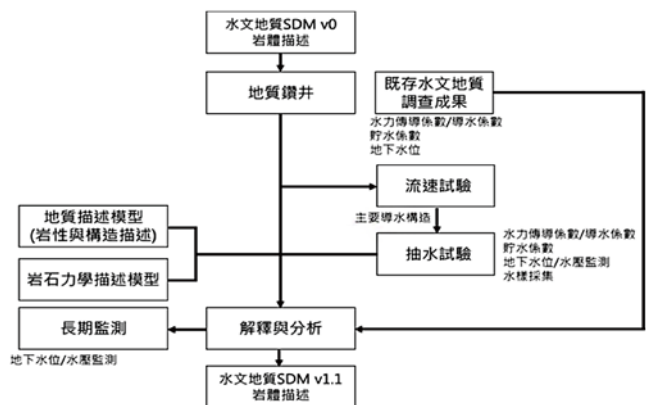 水文地質SDM v0
岩體描述
地質鑽井
既存水文地質
調查成果
水力傳導係數/導水係數
貯水係數
地下水位
流速試驗
主要導水構造
抽水試驗
水力傳導係數/導水係數
貯水係數
地下水位/水壓監測
水樣採集
地質描述模型
(岩性與構造描述)
岩石力學描述模型
長期監測
地下水位/水壓監測
解釋與分析
水文地質SDM v1.1
岩體描述